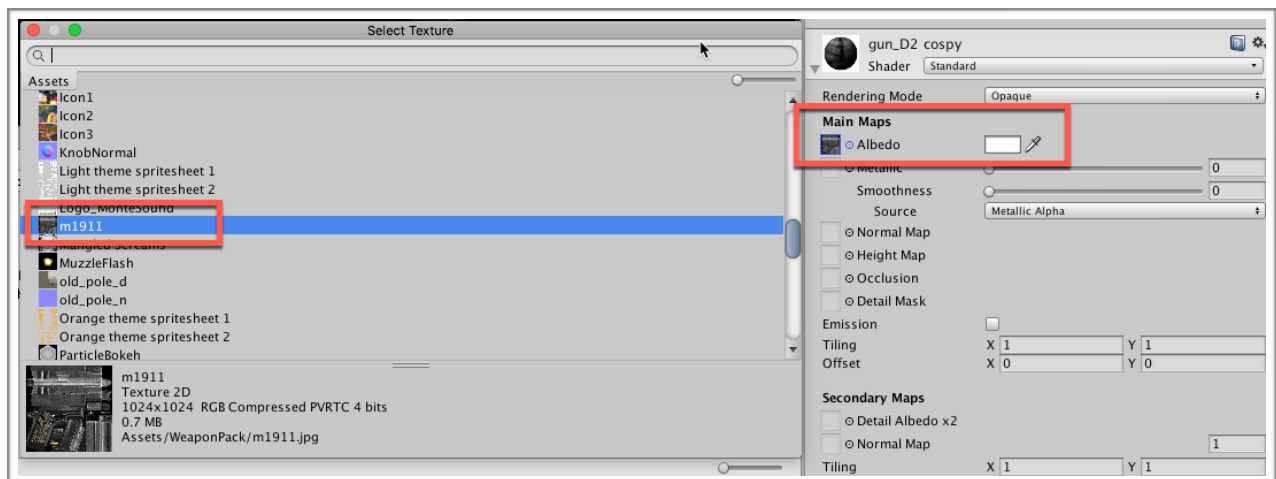 Select Texture
Assets
Icon1
Icon2
Icon3
KnobNormal
Light theme spritesheet 1
Light theme spritesheet 2
Logo_MonteSound
m1911
Mangled Screams
MuzzleFlash
old_pole_d
old_pole_n
Orange theme spritesheet 1
Orange theme spritesheet 2
ParticleBokeh
m1911
Texture 2D
1024x1024 RGB Compressed PVRTC 4 bits
0.7 MB
Assets/WeaponPack/m1911.jpg
gun_D2 cospy
Shader Standard
Rendering Mode Opaque
Main Maps
Albedo
Metallic 0
Smoothness 0
Source Metallic Alpha
Normal Map
Height Map
Occlusion
Detail Mask
Emission
Tiling X 1 Y 1
Offset X 0 Y 0
Secondary Maps
Detail Albedo x2
Normal Map 1
Tiling X 1 Y 1